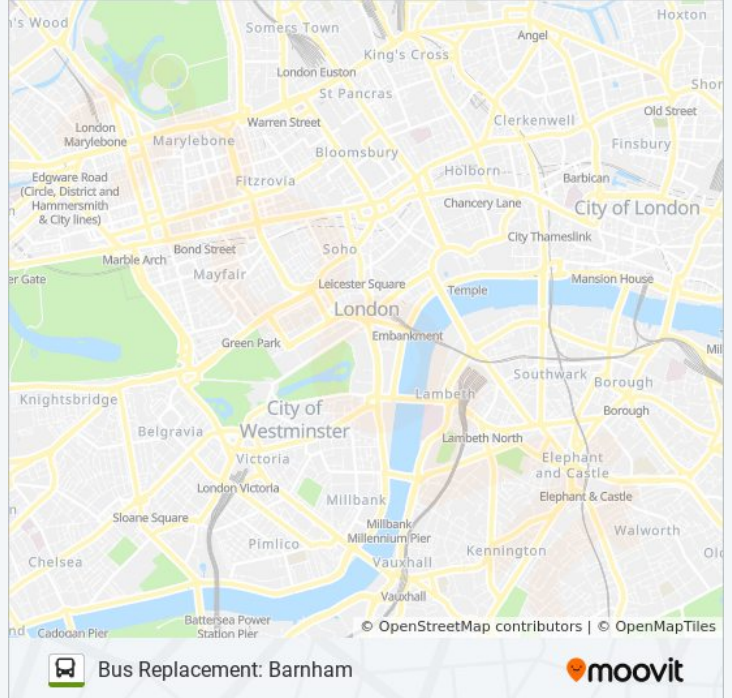 's Wood
Somers Town
Hoxton
Angel
King's Cross
London Euston
St Pancras
Shor
Old Street
Warren Street
Clerkenwell
London
Marylebone
Marylebone
Finsbury
Bloomsbury
Holborn
Edgware Road
(Circle, District and
Hammersmith
& City lines)
Fitzrovia
Barbican
n
Chancery Lane
City of London
City Thameslink
Bond Street
Soho
Marble Arch
Mayfair
er Gate
Leicester Square
Temple
Mansion House
London
Embankment
Green Park
Mil
Southwark
Borough
Knightsbridge
Lambeth
City of
Westminster
Borough
Belgravia
Lambeth North
Victoria
Elephant
and Castle
London Victoria
Elephant & Castle
Millbank
n
Sloane Square
Millbank
Millennium Pier
Walworth
Pimlico
Kennington
Old
Chelsea
Vauxhall
Vauxhall
Battersea Power
Station Pier
nd
Cadogan Pier
© OpenStreetMap contributors | © OpenMapTiles
Bus Replacement: Barnham
moovit